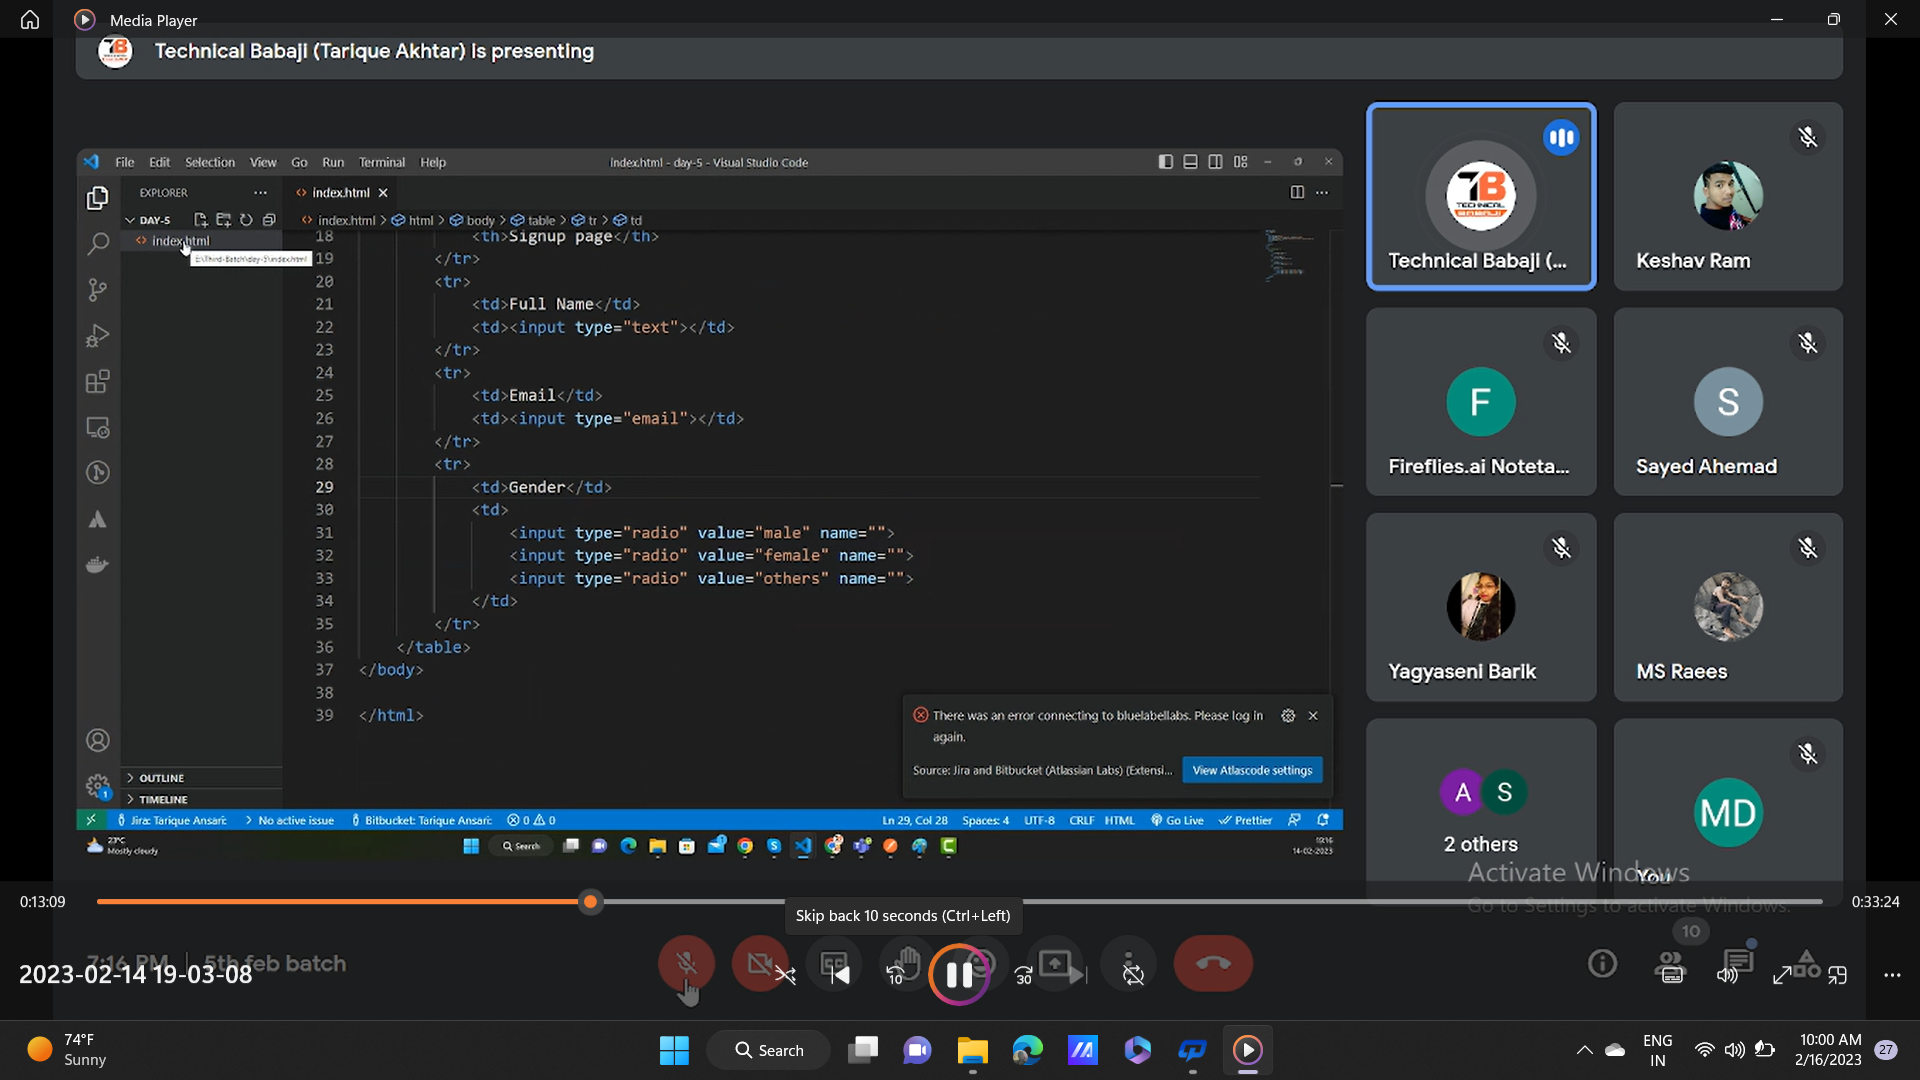 Media Player
Technical Babaji (Tarique Akhtar) is presenting
File Edit Selection View Go Run Terminal Help
index.html - day-5 - Visual Studio Code
EXPLORER
index.html
DAY-5
index.html > html > body > table > tr > td
index.html
E:\Third-Batch\day-5\index.html
18 <th>Signup page</th>
19 </tr>
20 <tr>
21 <td>Full Name</td>
22 <td><input type="text"></td>
23 </tr>
24 <tr>
25 <td>Email</td>
26 <td><input type="email"></td>
27 </tr>
28 <tr>
29 <td>Gender</td>
30 <td>
31 <input type="radio" value="male" name="">
32 <input type="radio" value="female" name="">
33 <input type="radio" value="others" name="">
34 </td>
35 </tr>
36 </table>
37 </body>
38
39 </html>
There was an error connecting to bluelabellabs. Please log in
again.
Source: Jira and Bitbucket (Atlassian Labs) (Extensi...
View Atlascode settings
OUTLINE
TIMELINE
1
Jira: Tarique Ansari: > No active issue Bitbucket: Tarique Ansari: 0 0
Ln 29, Col 28 Spaces: 4 UTF-8 CRLF HTML Go Live Prettier
23°C
Mostly cloudy
Search
19:16
14-02-2023
TB
TECHNICAL
BABAJI
Technical Babaji (...
Keshav Ram
F
Fireflies.ai Noteta...
S
Sayed Ahemad
Yagyaseni Barik
MS Raees
A S
2 others
MD
You
Activate Windows
Go to Settings to activate Windows.
0:13:09
0:33:24
Skip back 10 seconds (Ctrl+Left)
7:16 PM | 5th feb batch
2023-02-14 19-03-08
10
30
10
74°F
Sunny
Search
ENG
IN
10:00 AM
2/16/2023
27